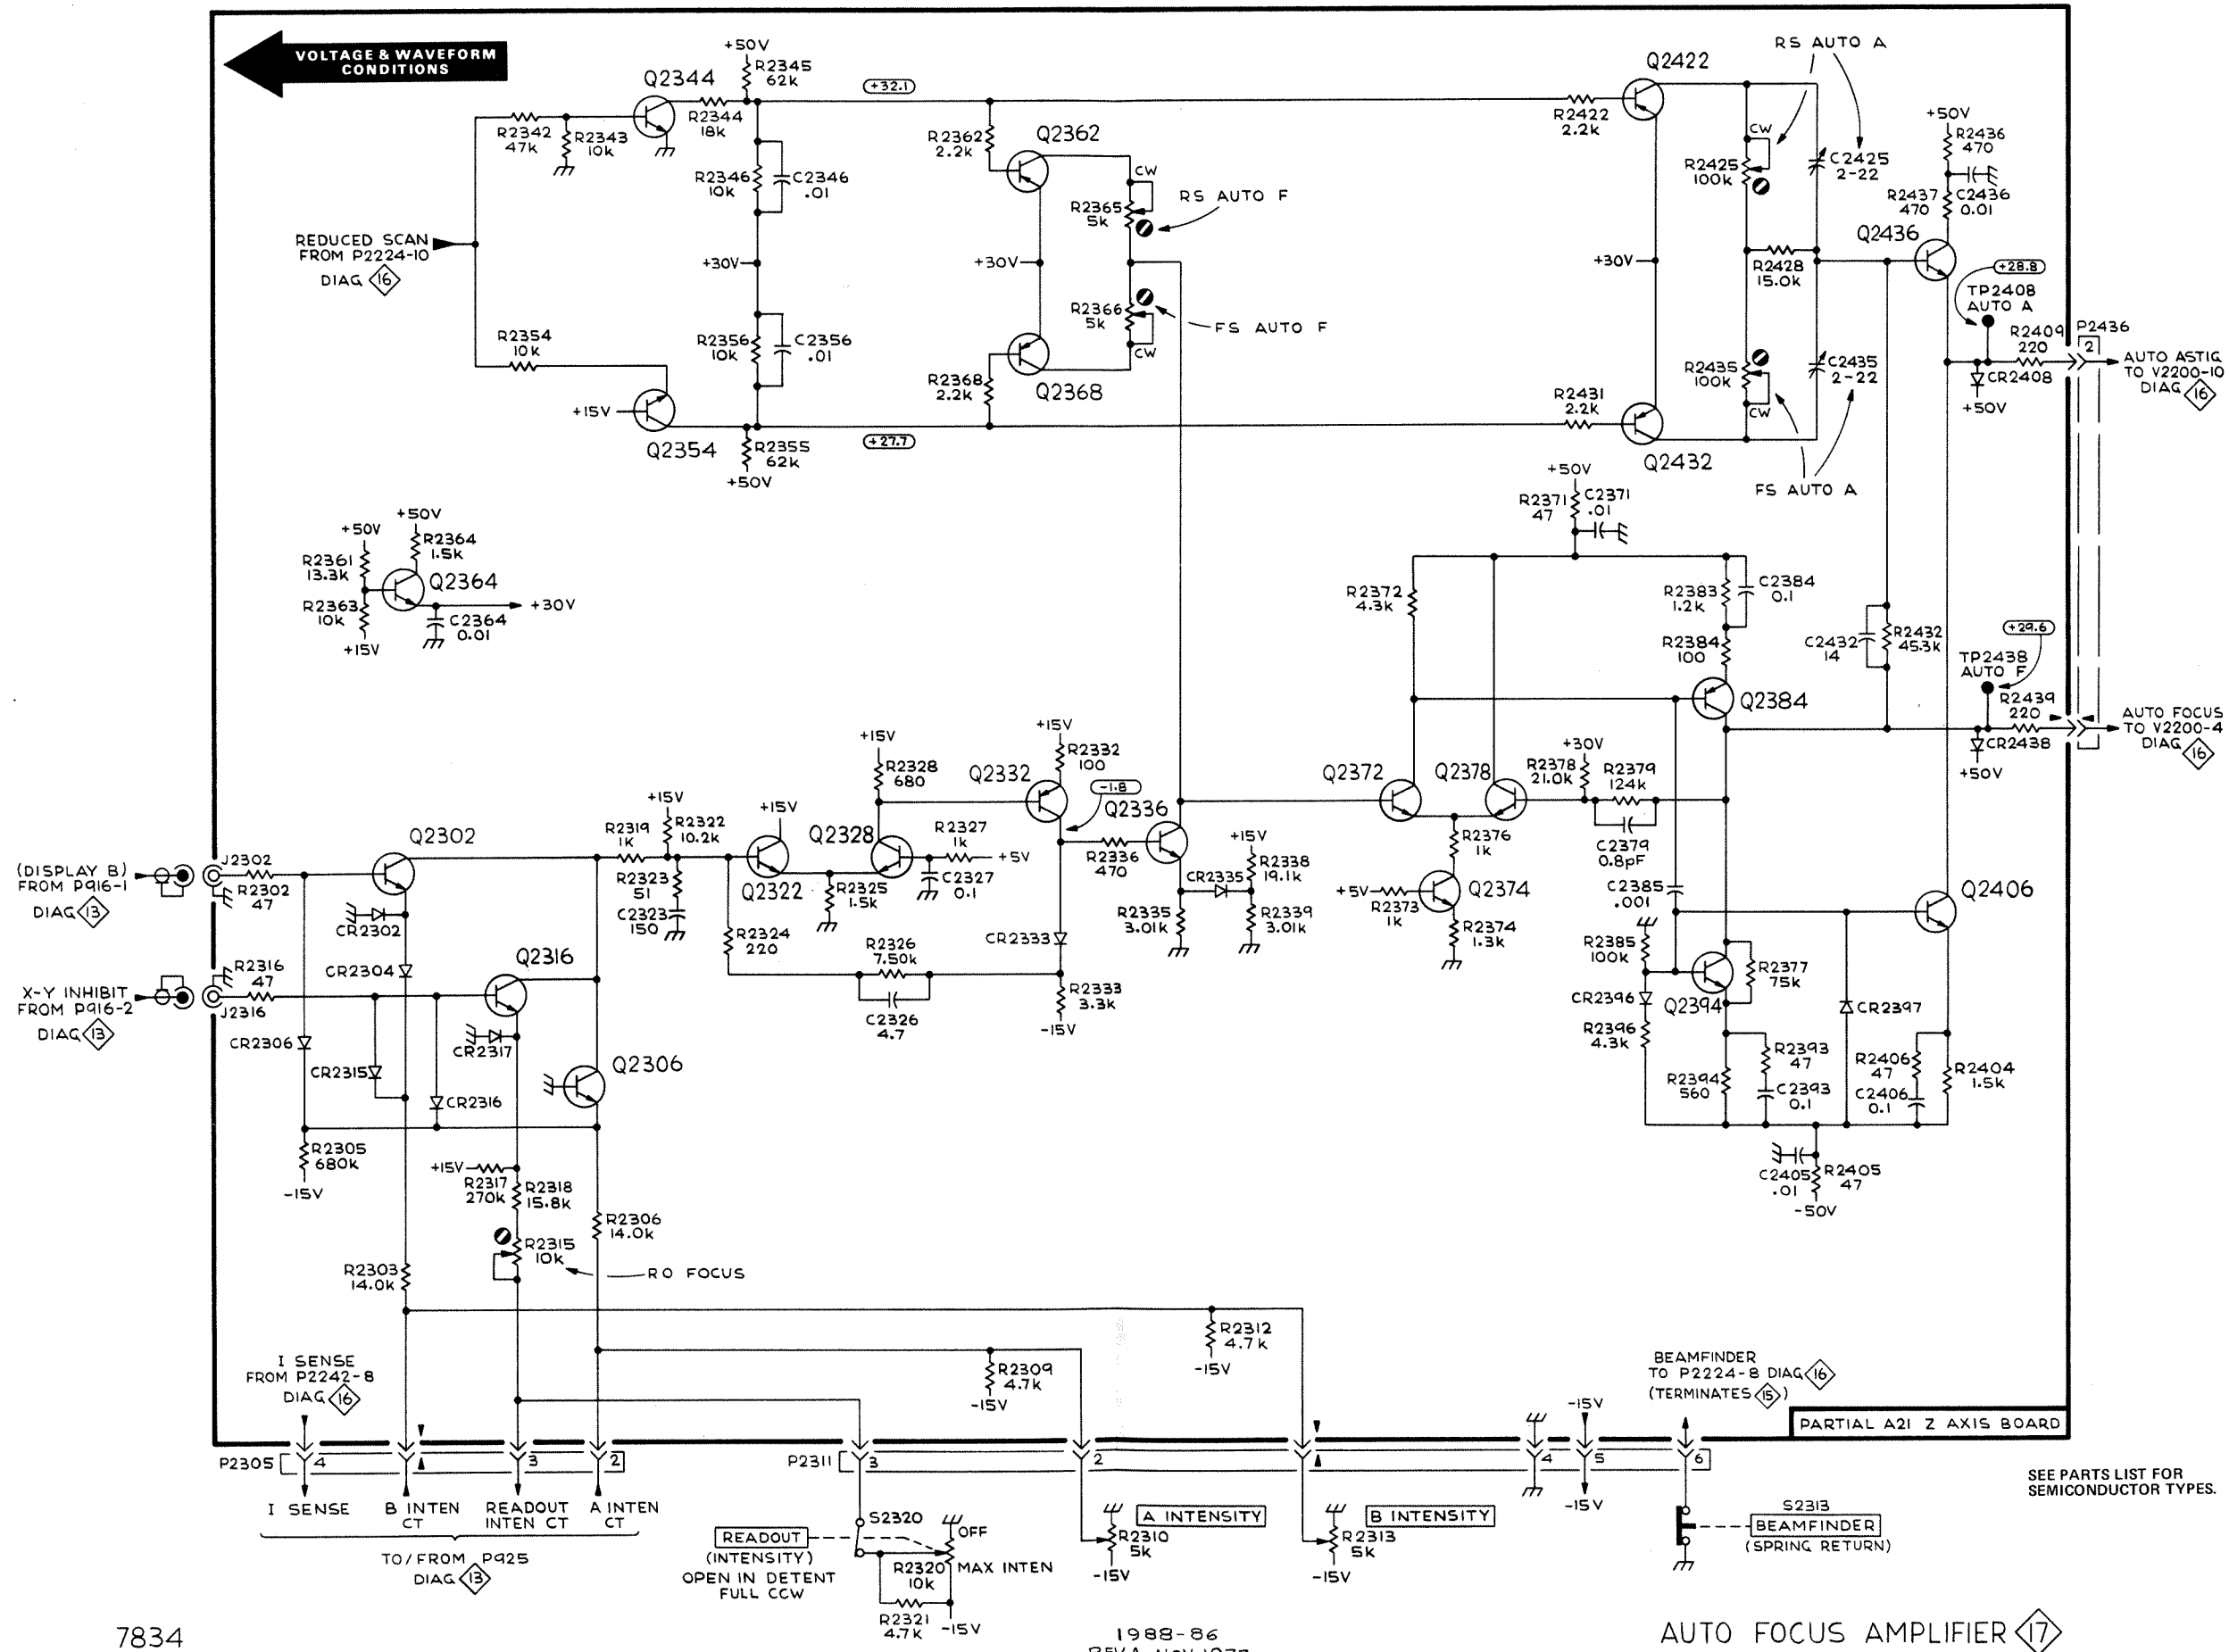 VOLTAGE & WAVEFORM
CONDITIONS
+50V
R2345
62k
Q2344
+32.1
R2344
18k
R2342
47k
R2343
10k
R2346
10k
C2346
.01
R2362
2.2k
Q2362
CW
R2365
5k
RS AUTO F
REDUCED SCAN
FROM P2224-10
DIAG 16
+30V
+30V
R2366
5k
FS AUTO F
CW
R2354
10k
R2356
10k
C2356
.01
R2368
2.2k
Q2368
+15V
Q2354
R2355
62k
+50V
+27.7
Q2422
R2422
2.2k
RS AUTO A
CW
R2425
100k
C2425
2-22
+50V
R2436
470
R2437
470
C2436
0.01
Q2436
+30V
R2428
15.0k
+28.8
TP2408
AUTO A
R2409
220
P2436
2
AUTO ASTIG
TO V2200-10
DIAG 16
CR2408
+50V
R2435
100k
C2435
2-22
CW
R2431
2.2k
Q2432
FS AUTO A
+50V
+50V
R2364
1.5k
R2361
13.3k
Q2364
R2363
10k
+15V
C2364
0.01
+30V
+50V
R2371
47
C2371
.01
R2372
4.3k
R2383
1.2k
C2384
0.1
R2384
100
C2432
14
R2432
45.3k
+29.6
TP2438
AUTO F
R2439
220
AUTO FOCUS
TO V2200-4
DIAG 16
CR2438
+50V
Q2384
+15V
R2328
680
+15V
R2332
100
Q2332
-1.8
Q2336
Q2372
Q2378
+30V
R2378
21.0k
R2379
124k
C2379
0.8pF
Q2302
R2319
1k
+15V
R2322
10.2k
+15V
Q2328
R2327
1k
+5V
R2336
470
+15V
R2338
19.1k
CR2335
R2376
1k
C2385
.001
(DISPLAY B)
FROM P916-1
DIAG 13
J2302
R2302
47
R2323
51
C2323
150
Q2322
R2325
1.5k
C2327
0.1
R2335
3.01k
R2339
3.01k
+5V
R2373
1k
Q2374
R2374
1.3k
Q2406
CR2302
R2324
220
R2326
7.50k
CR2333
R2385
100k
Q2316
CR2304
X-Y INHIBIT
FROM P916-2
DIAG 13
R2316
47
J2316
C2326
4.7
R2333
3.3k
-15V
CR2396
Q2394
R2377
75k
CR2397
R2396
4.3k
CR2306
CR2317
CR2315
CR2316
Q2306
R2393
47
R2394
560
C2393
0.1
R2406
47
C2406
0.1
R2404
1.5k
C2405
.01
R2405
47
-50V
R2305
680k
-15V
+15V
R2317
270k
R2318
15.8k
R2306
14.0k
R2315
10k
RO FOCUS
R2303
14.0k
R2312
4.7k
-15V
R2309
4.7k
-15V
I SENSE
FROM P2242-8
DIAG 16
BEAMFINDER
TO P2224-8 DIAG 16
(TERMINATES 15)
-15V
PARTIAL A21 Z AXIS BOARD
P2305
4
3
2
P2311
3
2
4
5
6
I SENSE
B INTEN
CT
READOUT
INTEN CT
A INTEN
CT
TO/FROM P925
DIAG 13
READOUT
(INTENSITY)
OPEN IN DETENT
FULL CCW
S2320
OFF
R2320
10k
MAX INTEN
R2321
4.7k
-15V
A INTENSITY
R2310
5k
-15V
B INTENSITY
R2313
5k
-15V
-15V
S2313
BEAMFINDER
(SPRING RETURN)
SEE PARTS LIST FOR
SEMICONDUCTOR TYPES.
7834
1988-86
AUTO FOCUS AMPLIFIER 17